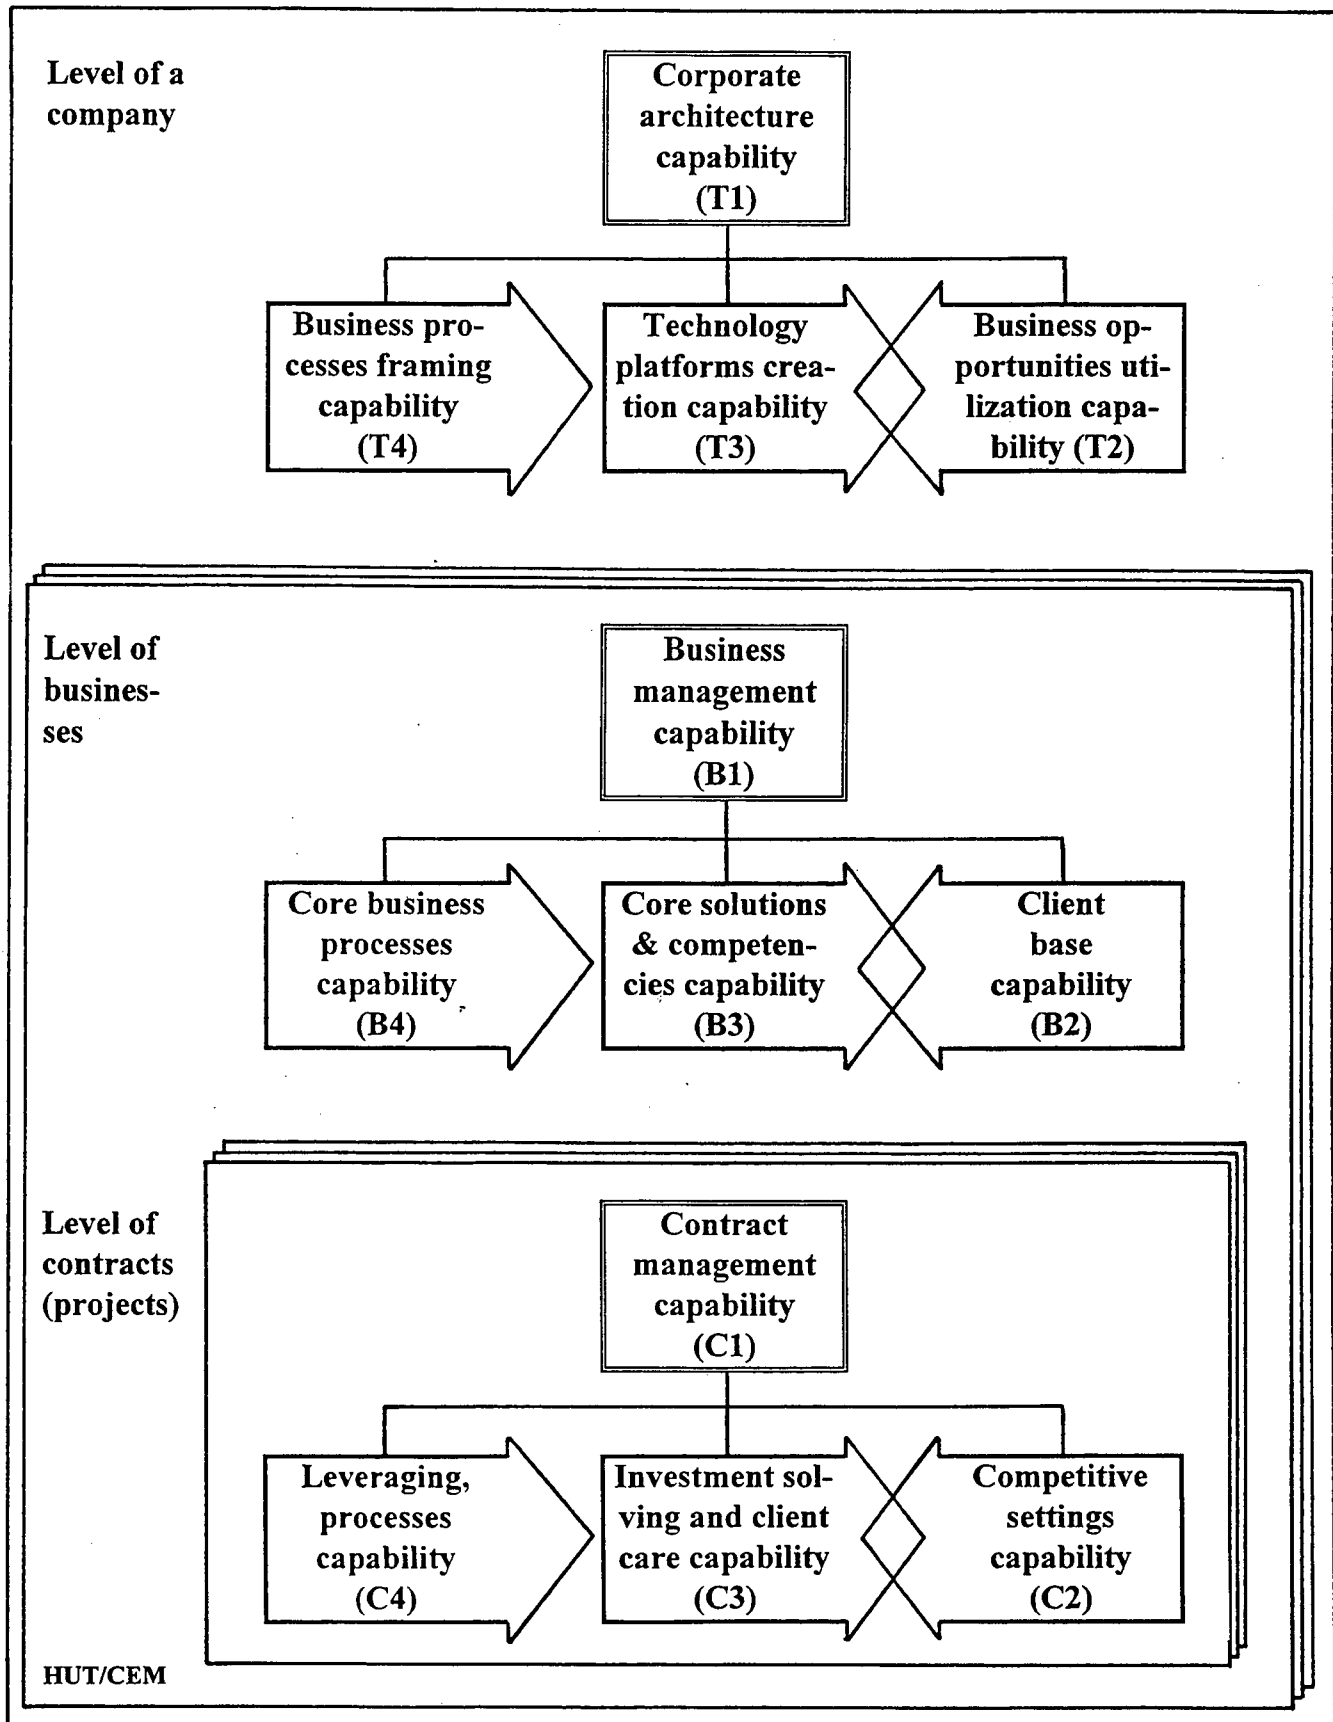 Level of a
company
Corporate
architecture
capability
(T1)
Business pro-
cesses framing
capability
(T4)
Technology
platforms crea-
tion capability
(T3)
Business op-
portunities uti-
lization capa-
bility (T2)
Level of
busines-
ses
Business
management
capability
(B1)
Core business
processes
capability
(B4)
Core solutions
& competen-
cies capability
(B3)
Client
base
capability
(B2)
Level of
contracts
(projects)
Contract
management
capability
(C1)
Leveraging,
processes
capability
(C4)
Investment sol-
ving and client
care capability
(C3)
Competitive
settings
capability
(C2)
HUT/CEM